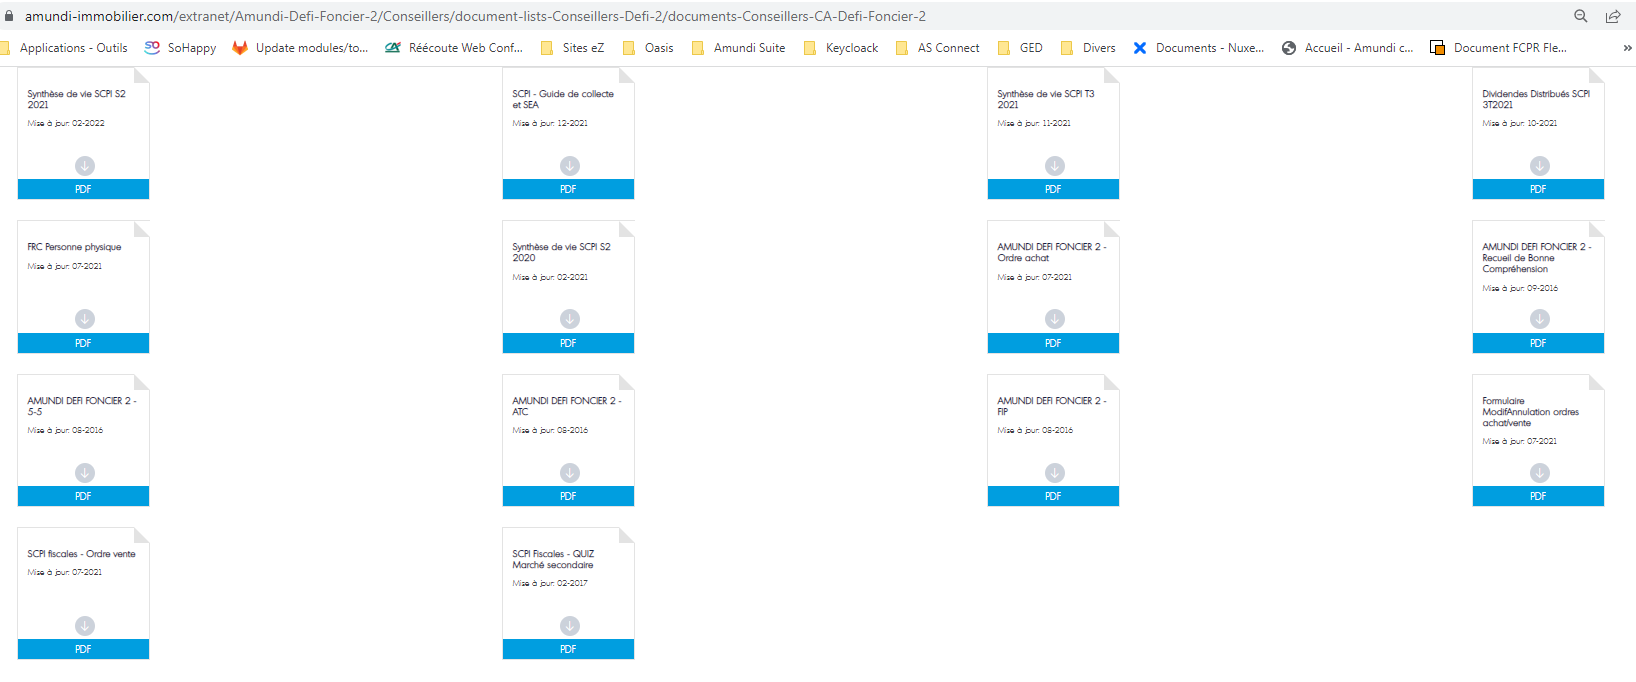 amundi-immobilier.com/extranet/Amundi-Defi-Foncier-2/Conseillers/document-lists-Conseillers-Defi-2/documents-Conseillers-CA-Defi-Foncier-2
Applications - Outils SoHappy Update modules/to... Réécoute Web Conf... Sites eZ Oasis Amundi Suite Keycloack AS Connect GED Divers Documents - Nuxe... Accueil - Amundi c... Document FCPR Fle... »
Synthèse de vie SCPI S2
2021
Mise à jour: 02-2022
PDF
SCPI - Guide de collecte
et SEA
Mise à jour: 12-2021
PDF
Synthèse de vie SCPI T3
2021
Mise à jour: 11-2021
PDF
Dividendes Distribués SCPI
3T2021
Mise à jour: 10-2021
PDF
FRC Personne physique
Mise à jour: 07-2021
PDF
Synthèse de vie SCPI S2
2020
Mise à jour: 02-2021
PDF
AMUNDI DEFI FONCIER 2 -
Ordre achat
Mise à jour: 07-2021
PDF
AMUNDI DEFI FONCIER 2 -
Recueil de Bonne
Compréhension
Mise à jour: 09-2016
PDF
AMUNDI DEFI FONCIER 2 -
5-5
Mise à jour: 08-2016
PDF
AMUNDI DEFI FONCIER 2 -
ATC
Mise à jour: 08-2016
PDF
AMUNDI DEFI FONCIER 2 -
FIP
Mise à jour: 08-2016
PDF
Formulaire
ModifAnnulation ordres
achat/vente
Mise à jour: 07-2021
PDF
SCPI fiscales - Ordre vente
Mise à jour: 07-2021
PDF
SCPI Fiscales - QUIZ
Marché secondaire
Mise à jour: 02-2017
PDF